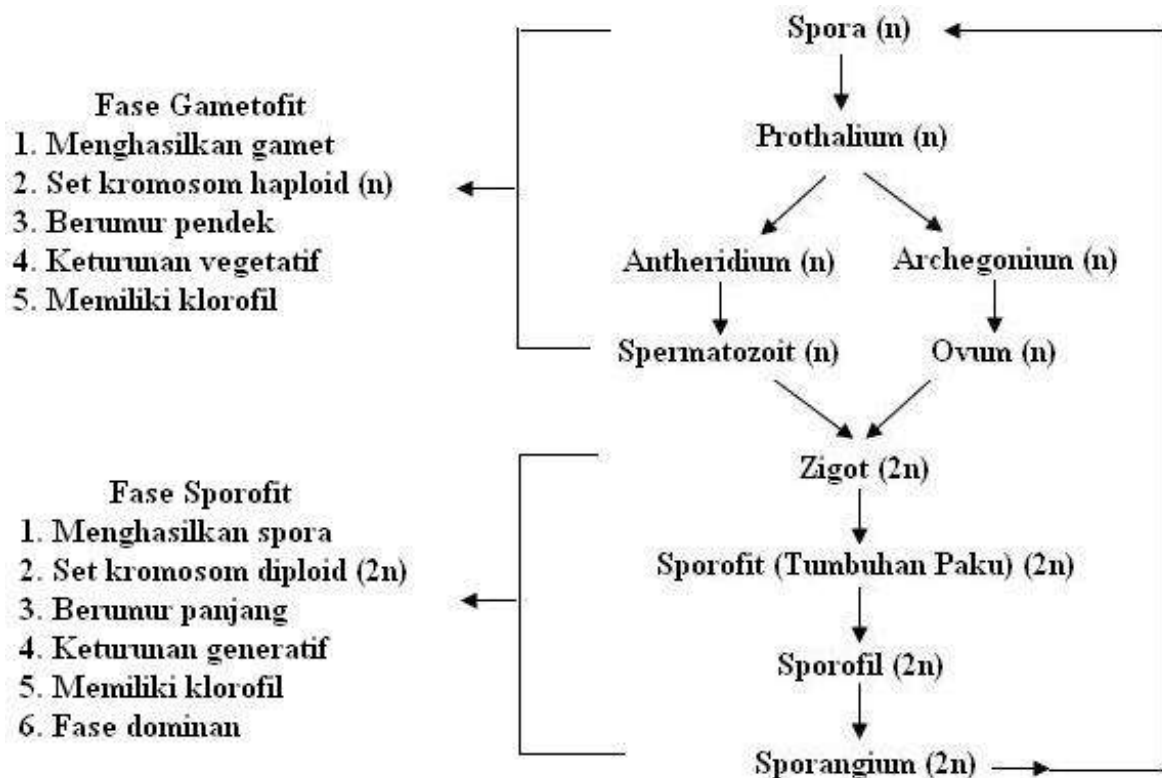 Spora (n)
Prothalium (n)
Antheridium (n) Archegonium (n)
Spermatozoit (n) Ovum (n)
Zigot (2n)
Sporofit (Tumbuhan Paku) (2n)
Sporofil (2n)
Sporangium (2n)
Fase Gametofit
1. Menghasilkan gamet
2. Set kromosom haploid (n)
3. Berumur pendek
4. Keturunan vegetatif
5. Memiliki klorofil
Fase Sporofit
1. Menghasilkan spora
2. Set kromosom diploid (2n)
3. Berumur panjang
4. Keturunan generatif
5. Memiliki klorofil
6. Fase dominan